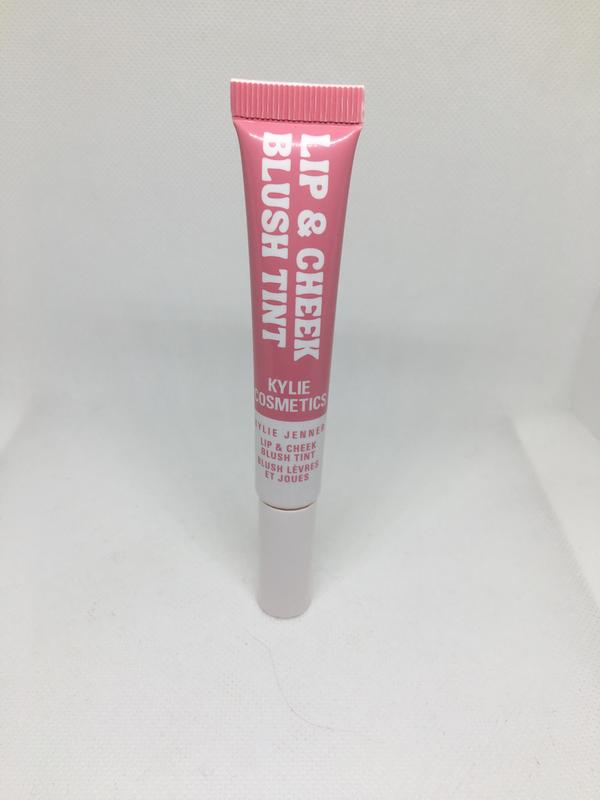 LIP & CHEEK
BLUSH TINT
KYLIE
COSMETICS
KYLIE JENNER
LIP & CHEEK
BLUSH TINT
BLUSH LÈVRES
ET JOUES